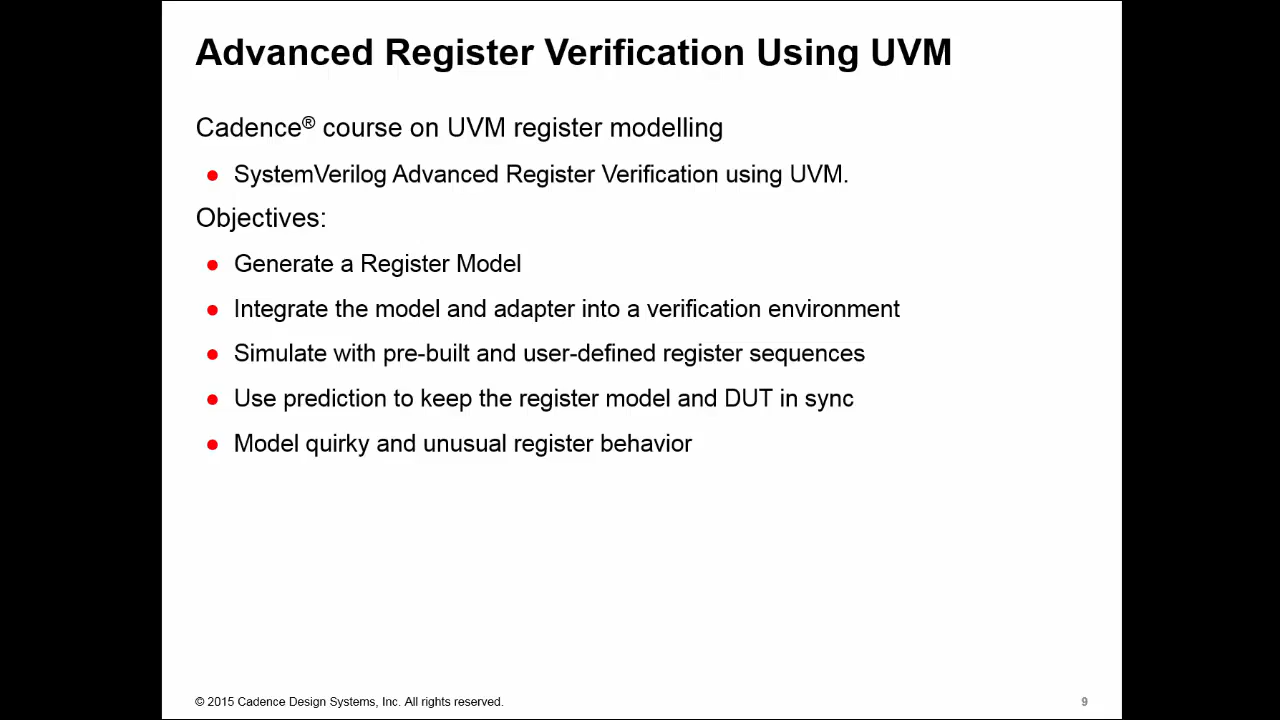 Advanced Register Verification Using UVM
Cadence® course on UVM register modelling
● SystemVerilog Advanced Register Verification using UVM.
Objectives:
● Generate a Register Model
● Integrate the model and adapter into a verification environment
● Simulate with pre-built and user-defined register sequences
● Use prediction to keep the register model and DUT in sync
● Model quirky and unusual register behavior
© 2015 Cadence Design Systems, Inc. All rights reserved.
9